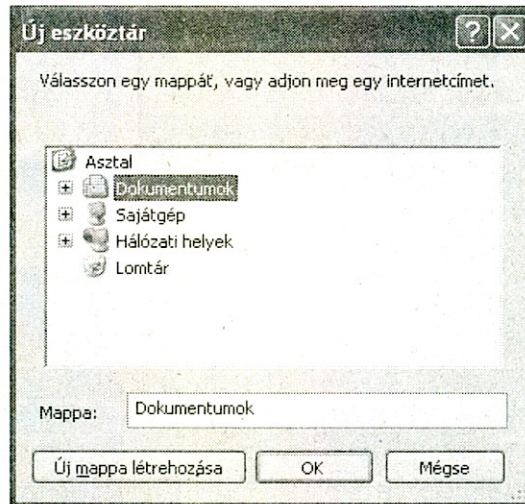 Új eszköztár
Válasszon egy mappát, vagy adjon meg egy internetcímet.
Asztal
Dokumentumok
Sajátgép
Hálózati helyek
Lomtár
Mappa: Dokumentumok
Új mappa létrehozása OK Mégse